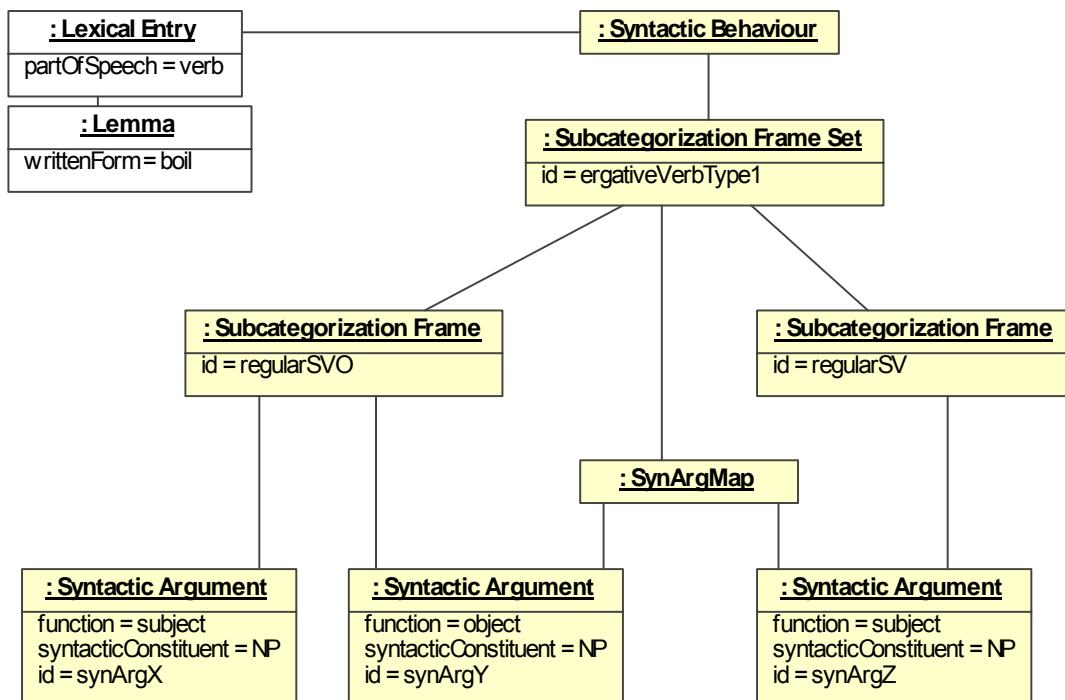 : Lexical Entry
partOfSpeech = verb
: Syntactic Behaviour
: Lemma
writtenForm = boil
: Subcategorization Frame Set
id = ergativeVerbType1
: Subcategorization Frame
id = regularSVO
: Subcategorization Frame
id = regularSV
: SynArgMap
: Syntactic Argument
function = subject
syntacticConstituent = NP
id = synArgX
: Syntactic Argument
function = object
syntacticConstituent = NP
id = synArgY
: Syntactic Argument
function = subject
syntacticConstituent = NP
id = synArgZ